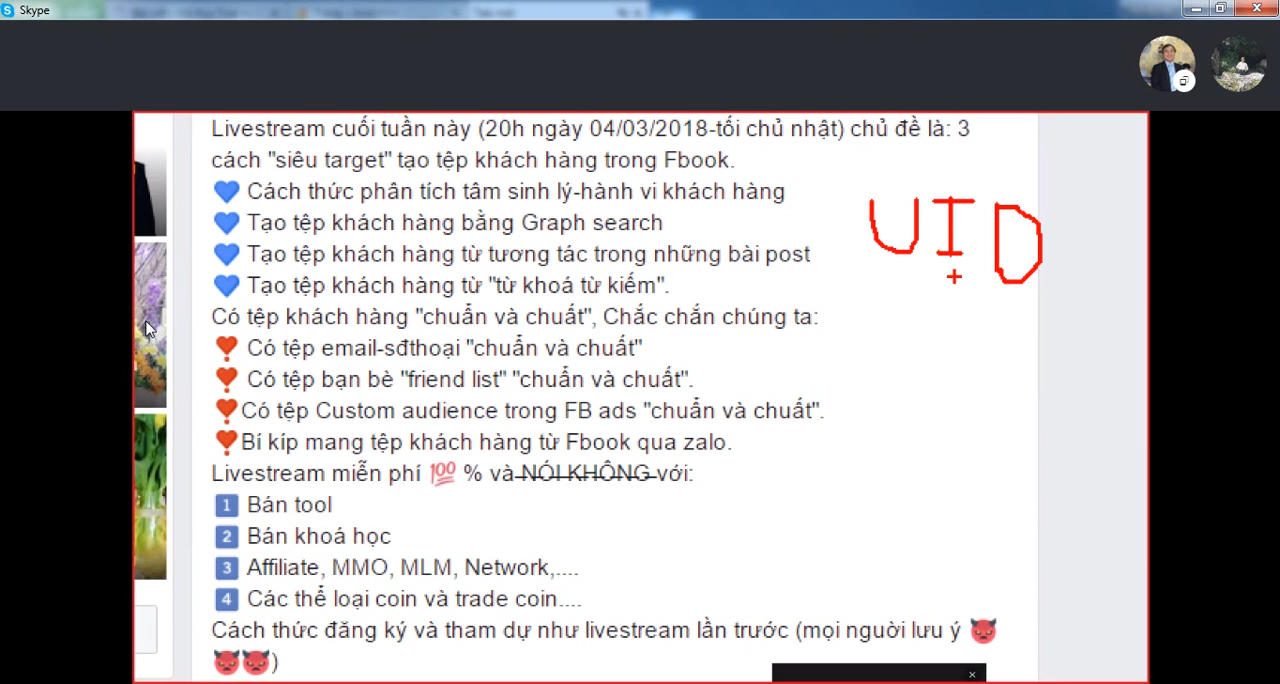 Skype
Livestream cuối tuần này (20h ngày 04/03/2018-tối chủ nhật) chủ đề là: 3
cách "siêu target" tạo tệp khách hàng trong Fbook.
💙 Cách thức phân tích tâm sinh lý-hành vi khách hàng
💙 Tạo tệp khách hàng bằng Graph search
💙 Tạo tệp khách hàng từ tương tác trong những bài post
💙 Tạo tệp khách hàng từ "từ khoá từ kiếm".
UID
Có tệp khách hàng "chuẩn và chuất", Chắc chắn chúng ta:
❣ Có tệp email-sđthoại "chuẩn và chuất"
❣ Có tệp bạn bè "friend list" "chuẩn và chuất".
❣Có tệp Custom audience trong FB ads "chuẩn và chuất".
❣Bí kíp mang tệp khách hàng từ Fbook qua zalo.
Livestream miễn phí 💯 % và NÓI KHÔNG với:
1 Bán tool
2 Bán khoá học
3 Affiliate, MMO, MLM, Network,....
4 Các thể loại coin và trade coin....
Cách thức đăng ký và tham dự như livestream lần trước (mọi nguời lưu ý 👿
👿👿)